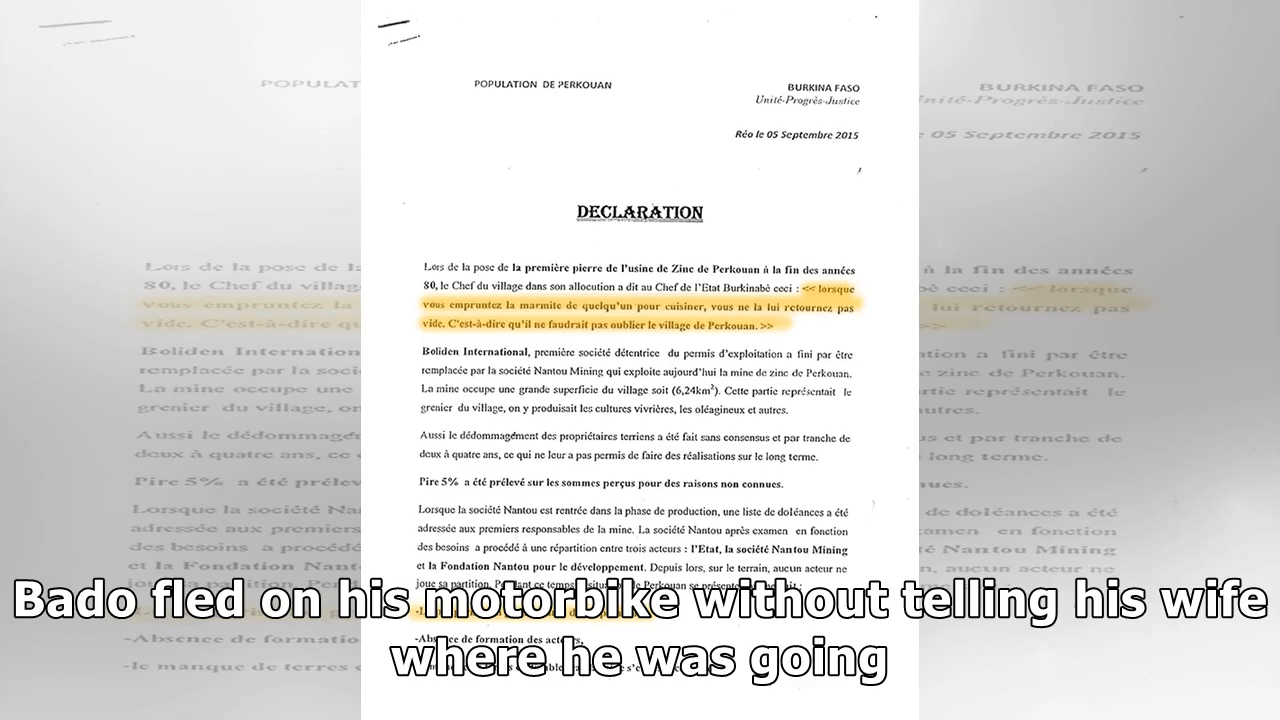 POPULATION DE PERKOUAN
BURKINA FASO
Unité-Progrès-Justice
Réo le 05 Septembre 2015
DECLARATION
Lors de la pose de la première pierre de l'usine de Zinc de Perkouan à la fin des années
80, le Chef du village dans son allocution a dit au Chef de l'Etat Burkinabè ceci : << lorsque
vous empruntez la marmite de quelqu'un pour cuisiner, vous ne la lui retournez pas
vide. C'est-à-dire qu'il ne faudrait pas oublier le village de Perkouan. >>
Boliden International, première société détentrice du permis d'exploitation a fini par être
remplacée par la société Nantou Mining qui exploite aujourd'hui la mine de zinc de Perkouan.
La mine occupe une grande superficie du village soit (6,24km²). Cette partie représentait le
grenier du village, on y produisait les cultures vivrières, les oléagineux et autres.
Aussi le dédommagément des propriétaires terriens a été fait sans consensus et par tranche de
deux à quatre ans, ce qui ne leur a pas permis de faire des réalisations sur le long terme.
Pire 5% a été prélevé sur les sommes perçus pour des raisons non connues.
Lorsque la société Nantou est rentrée dans la phase de production, une liste de doléances a été
adressée aux premiers responsables de la mine. La société Nantou après examen en fonction
des besoins a procédé à une répartition entre trois acteurs : l'Etat, la société Nantou Mining
et la Fondation Nantou pour le développement. Depuis lors, sur le terrain, aucun acteur ne
joue sa partition. Pendant ce temps
Bado fled on his motorbike without telling his wife
-Absence de formation des acteurs,
where he was going